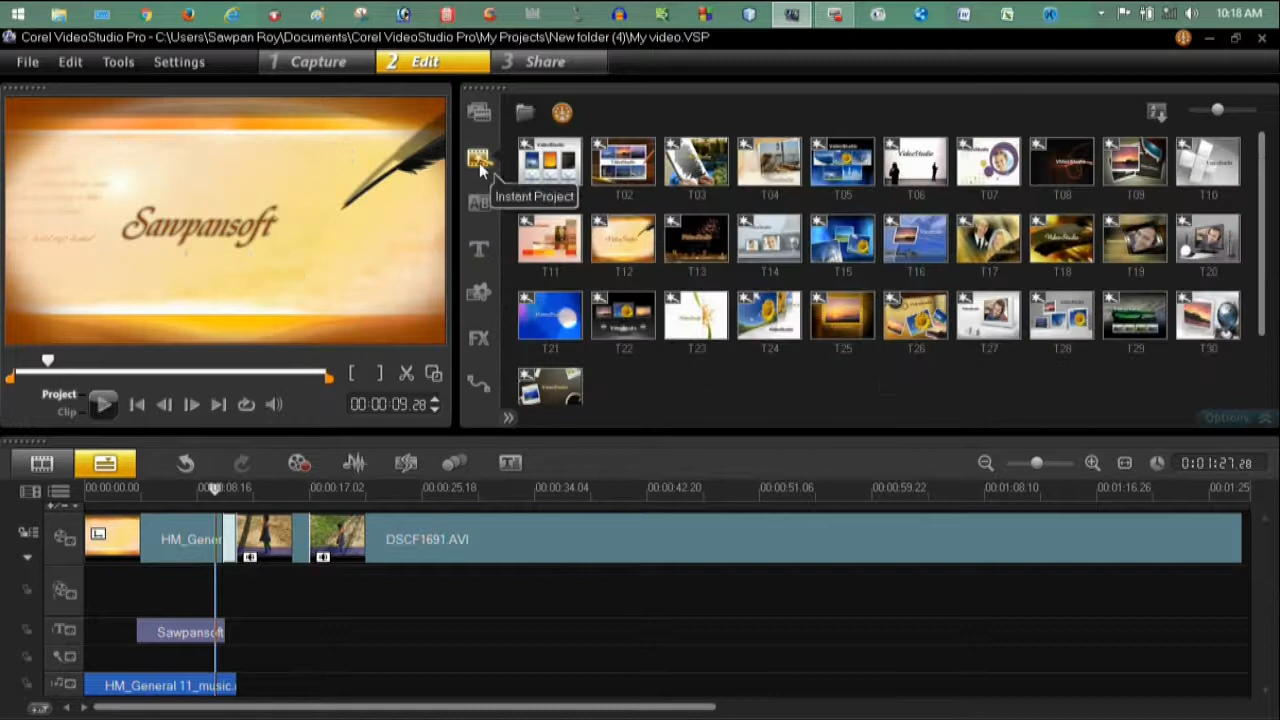 10:18 AM
Corel VideoStudio Pro - C:\Users\Sawpan Roy\Documents\Corel VideoStudio Pro\My Projects\New folder (4)\My video.VSP
File Edit Tools Settings 1 Capture 2 Edit 3 Share
Sawpansoft
Instant Project
AB
T
FX
T02 T03 T04 T05 T06 T07 T08 T09 T10
T11 T12 T13 T14 T15 T16 T17 T18 T19 T20
T21 T22 T23 T24 T25 T26 T27 T28 T29 T30
Project
Clip
00:00:09.28
Options
0:01:27.28
00:00:00.00 00:00:08.16 00:00:17.02 00:00:25.18 00:00:34.04 00:00:42.20 00:00:51.06 00:00:59.22 00:01:08.10 00:01:16.26 00:01:25
HM_Gener
DSCF1691.AVI
Sawpansoft
HM_General 11_music.